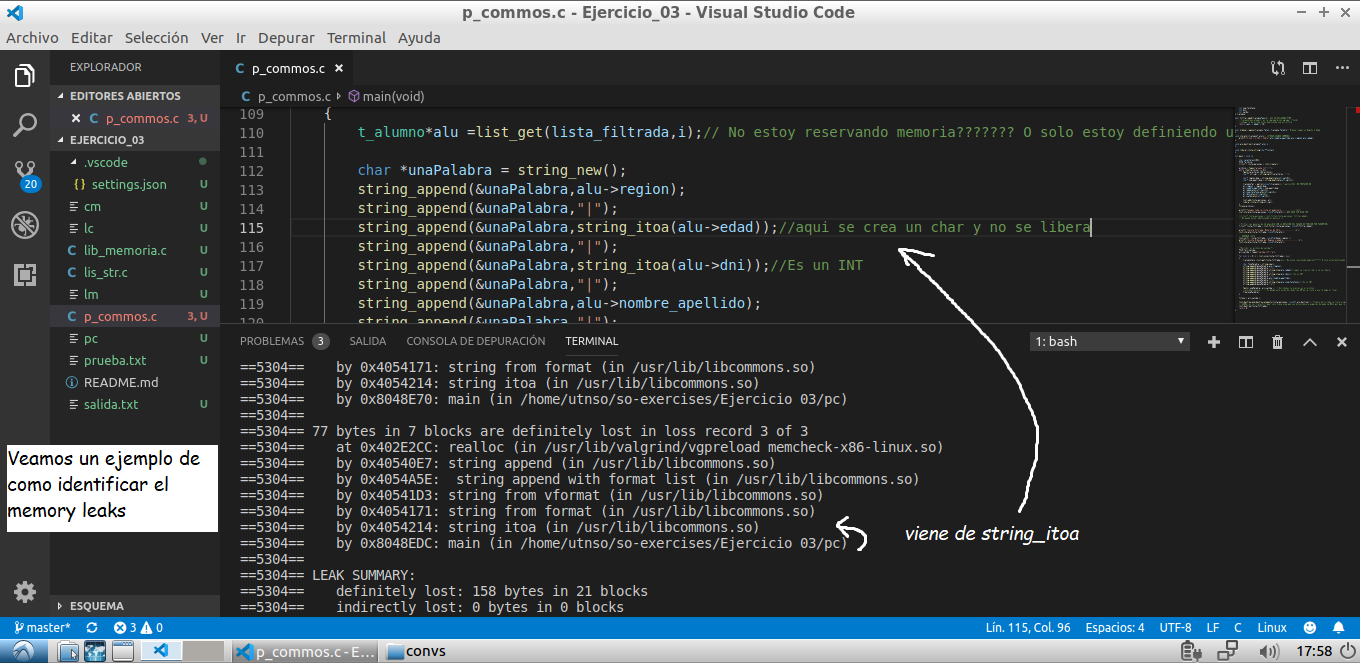 p_commos.c - Ejercicio_03 - Visual Studio Code
Archivo Editar Selección Ver Ir Depurar Terminal Ayuda
EXPLORADOR
EDITORES ABIERTOS
p_commos.c 3, U
EJERCICIO_03
.vscode
{} settings.json U
cm U
lc U
C lib_memoria.c U
C lis_str.c U
lm U
C p_commos.c 3, U
pc U
prueba.txt U
README.md
salida.txt U
20
Veamos un ejemplo de
como identificar el
memory leaks
ESQUEMA
C p_commos.c
C p_commos.c main(void)
109 {
110 t_alumno*alu =list_get(lista_filtrada,i);// No estoy reservando memoria??????? O solo estoy definiendo u
111
112 char *unaPalabra = string_new();
113 string_append(&unaPalabra,alu->region);
114 string_append(&unaPalabra,"|");
115 string_append(&unaPalabra,string_itoa(alu->edad));//aqui se crea un char y no se libera
116 string_append(&unaPalabra,"|");
117 string_append(&unaPalabra,string_itoa(alu->dni));//Es un INT
118 string_append(&unaPalabra,"|");
119 string_append(&unaPalabra,alu->nombre_apellido);
120 string_append(&unaPalabra,"|");
PROBLEMAS 3 SALIDA CONSOLA DE DEPURACIÓN TERMINAL 1: bash
==5304== by 0x4054171: string from format (in /usr/lib/libcommons.so)
==5304== by 0x4054214: string itoa (in /usr/lib/libcommons.so)
==5304== by 0x8048E70: main (in /home/utnso/so-exercises/Ejercicio 03/pc)
==5304==
==5304== 77 bytes in 7 blocks are definitely lost in loss record 3 of 3
==5304== at 0x402E2CC: realloc (in /usr/lib/valgrind/vgpreload memcheck-x86-linux.so)
==5304== by 0x40540E7: string append (in /usr/lib/libcommons.so)
==5304== by 0x4054A5E: string append with format list (in /usr/lib/libcommons.so)
==5304== by 0x40541D3: string from vformat (in /usr/lib/libcommons.so)
==5304== by 0x4054171: string from format (in /usr/lib/libcommons.so)
==5304== by 0x4054214: string itoa (in /usr/lib/libcommons.so)
==5304== by 0x8048EDC: main (in /home/utnso/so-exercises/Ejercicio 03/pc)
==5304==
==5304== LEAK SUMMARY:
==5304== definitely lost: 158 bytes in 21 blocks
==5304== indirectly lost: 0 bytes in 0 blocks
viene de string_itoa
master* 3 0 Lín. 115, Col. 96 Espacios: 4 UTF-8 LF C Linux
p_commos.c - E... convs 17:58